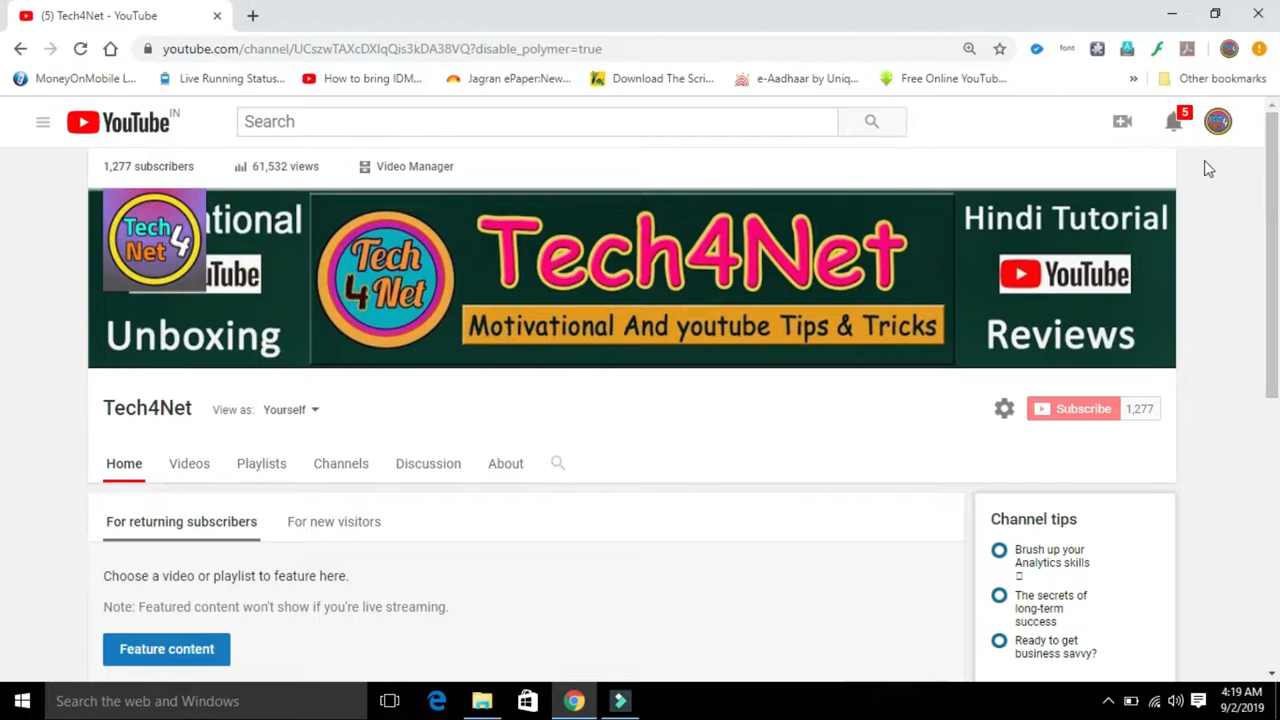 (5) Tech4Net - YouTube
youtube.com/channel/UCszwTAXcDXIqQis3kDA38VQ?disable_polymer=true
font
MoneyOnMobile L...
Live Running Status...
How to bring IDM...
Jagran ePaper:New...
Download The Scri...
e-Aadhaar by Uniq...
Free Online YouTub...
»
Other bookmarks
YouTube IN
Search
5
1,277 subscribers
61,532 views
Video Manager
Tech
Net 4
tional
uTube
Unboxing
Tech
4 Net
Tech4Net
Motivational And youtube Tips & Tricks
Hindi Tutorial
YouTube
Reviews
Tech4Net
View as: Yourself
Subscribe 1,277
Home
Videos
Playlists
Channels
Discussion
About
For returning subscribers
For new visitors
Choose a video or playlist to feature here.
Note: Featured content won't show if you're live streaming.
Feature content
Channel tips
Brush up your
Analytics skills
The secrets of
long-term
success
Ready to get
business savvy?
Search the web and Windows
4:19 AM
9/2/2019